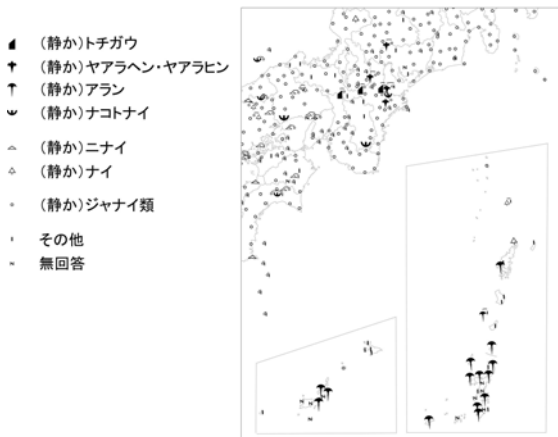 (静か)トチガウ
(静か)ヤアラヘン・ヤアラヒン
(静か)アラン
(静か)ナコトナイ
(静か)ニナイ
(静か)ナイ
(静か)ジャナイ類
その他
無回答